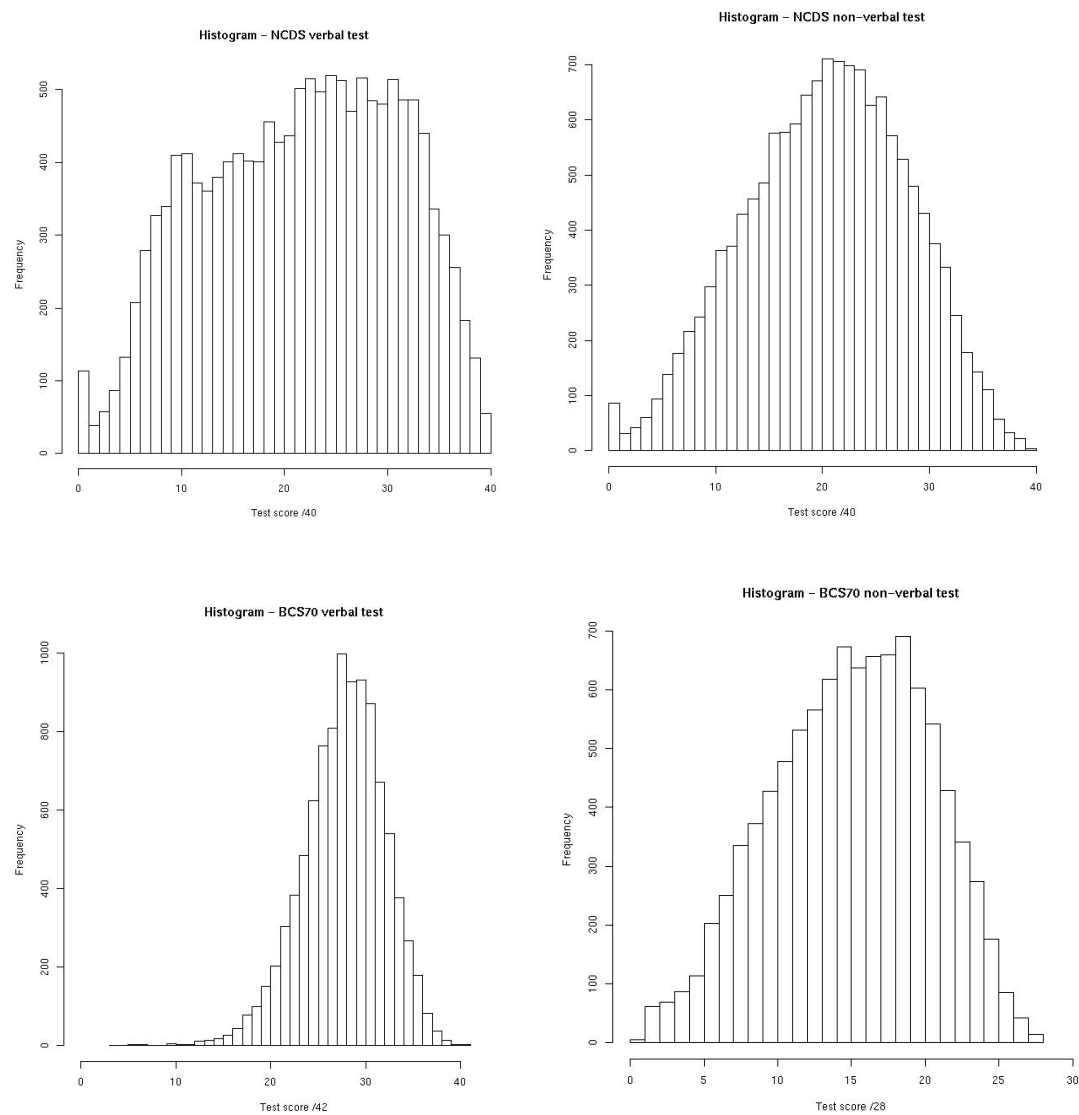 Histogram - NCDS verbal test
Frequency
0 100 200 300 400 500
0 10 20 30 40
Test score /40
Histogram - NCDS non-verbal test
Frequency
0 100 200 300 400 500 600 700
0 10 20 30 40
Test score /40
Histogram - BCS70 verbal test
Frequency
0 200 400 600 800 1000
0 10 20 30 40
Test score /42
Histogram - BCS70 non-verbal test
Frequency
0 100 200 300 400 500 600 700
0 5 10 15 20 25 30
Test score /28